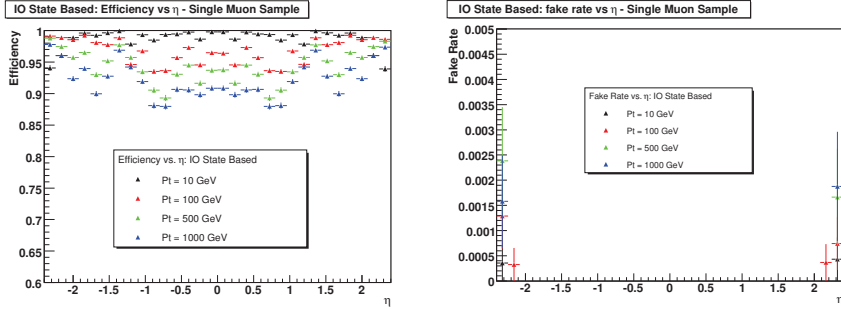 IO State Based: Efficiency vs η - Single Muon Sample
Efficiency
1
0.95
0.9
0.85
0.8
0.75
0.7
0.65
0.6
Efficiency vs. η: IO State Based
Pt = 10 GeV
Pt = 100 GeV
Pt = 500 GeV
Pt = 1000 GeV
-2 -1.5 -1 -0.5 0 0.5 1 1.5 2
η
IO State Based: fake rate vs η - Single Muon Sample
Fake Rate
0.005
0.0045
0.004
0.0035
0.003
0.0025
0.002
0.0015
0.001
0.0005
0
Fake Rate vs. η: IO State Based
Pt = 10 GeV
Pt = 100 GeV
Pt = 500 GeV
Pt = 1000 GeV
-2 -1.5 -1 -0.5 0 0.5 1 1.5 2
η